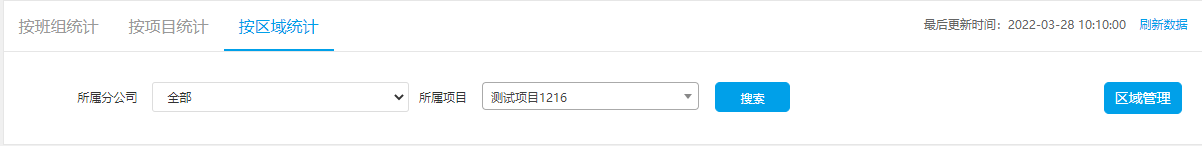 按班组统计 按项目统计 按区域统计 最后更新时间：2022-03-28 10:10:00 刷新数据
所属分公司 全部 所属项目 测试项目1216 搜索 区域管理